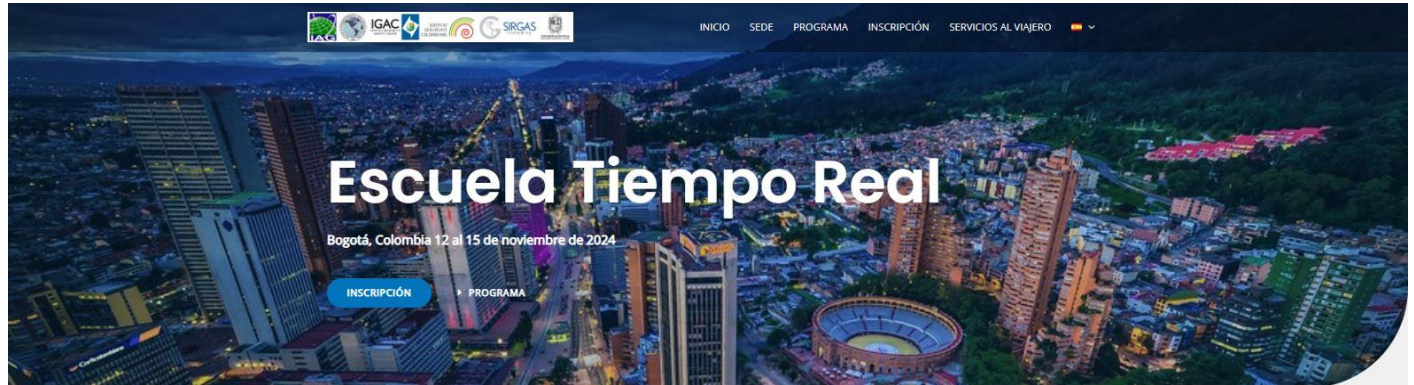 IAG
IGAC
SIRGAS
INICIO SEDE PROGRAMA INSCRIPCIÓN SERVICIOS AL VIAJERO
Escuela Tiempo Real
Bogotá, Colombia 12 al 15 de noviembre de 2024
INSCRIPCIÓN PROGRAMA